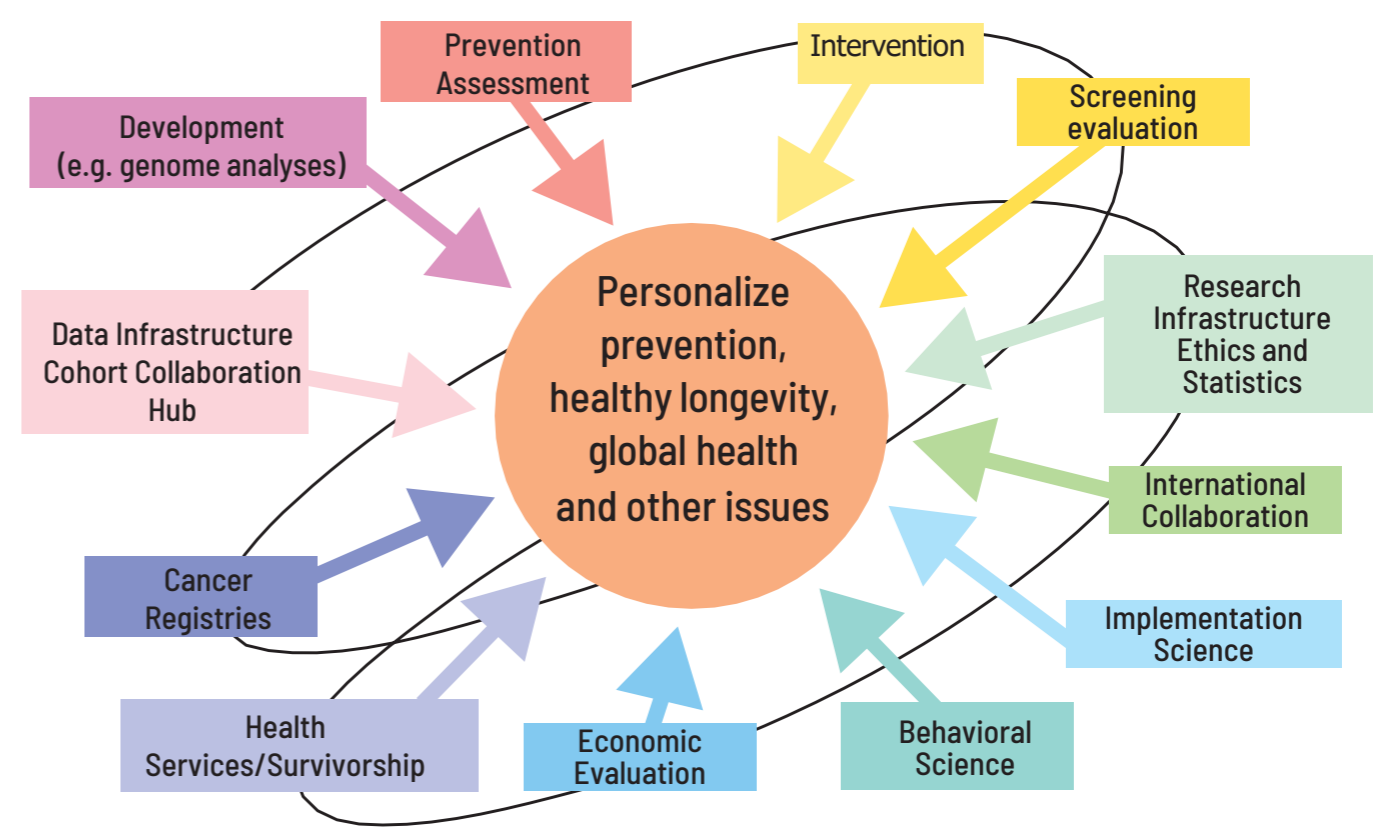 Prevention
Assessment
Intervention
Screening
evaluation
Development
(e.g. genome analyses)
Research
Infrastructure
Ethics and
Statistics
Data Infrastructure
Cohort Collaboration
Hub
Personalize
prevention,
healthy longevity,
global health
and other issues
International
Collaboration
Cancer
Registries
Implementation
Science
Health
Services/Survivorship
Economic
Evaluation
Behavioral
Science